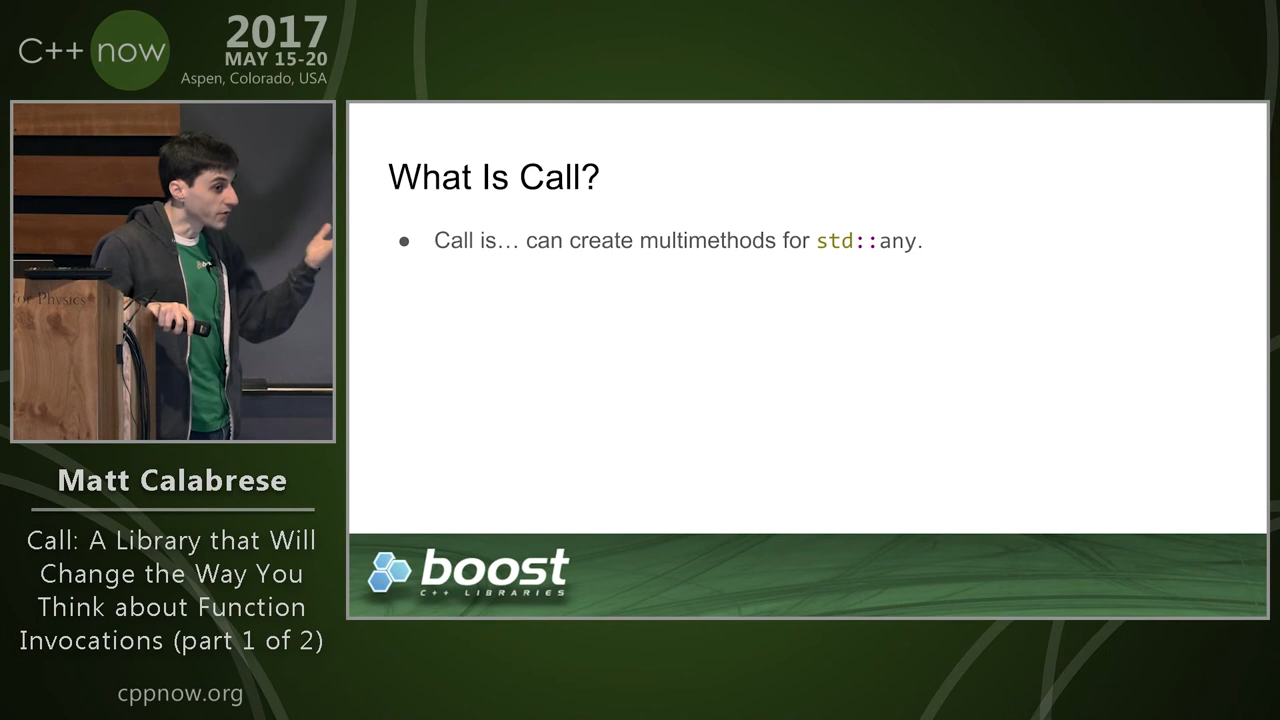 C++ now
2017
MAY 15-20
Aspen, Colorado, USA
for Physics
Matt Calabrese
Call: A Library that Will
Change the Way You
Think about Function
Invocations (part 1 of 2)
cppnow.org
What Is Call?
● Call is… can create multimethods for std::any.
boost
C++ LIBRARIES